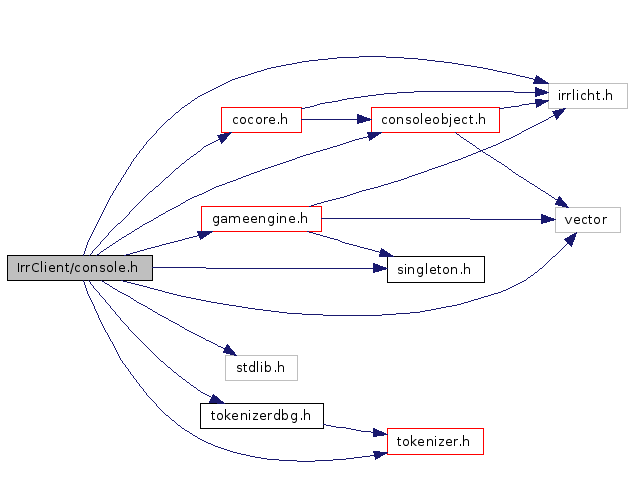 irrlicht.h
cocore.h
consoleobject.h
gameengine.h
vector
IrrClient/console.h
singleton.h
stdlib.h
tokenizerdbg.h
tokenizer.h